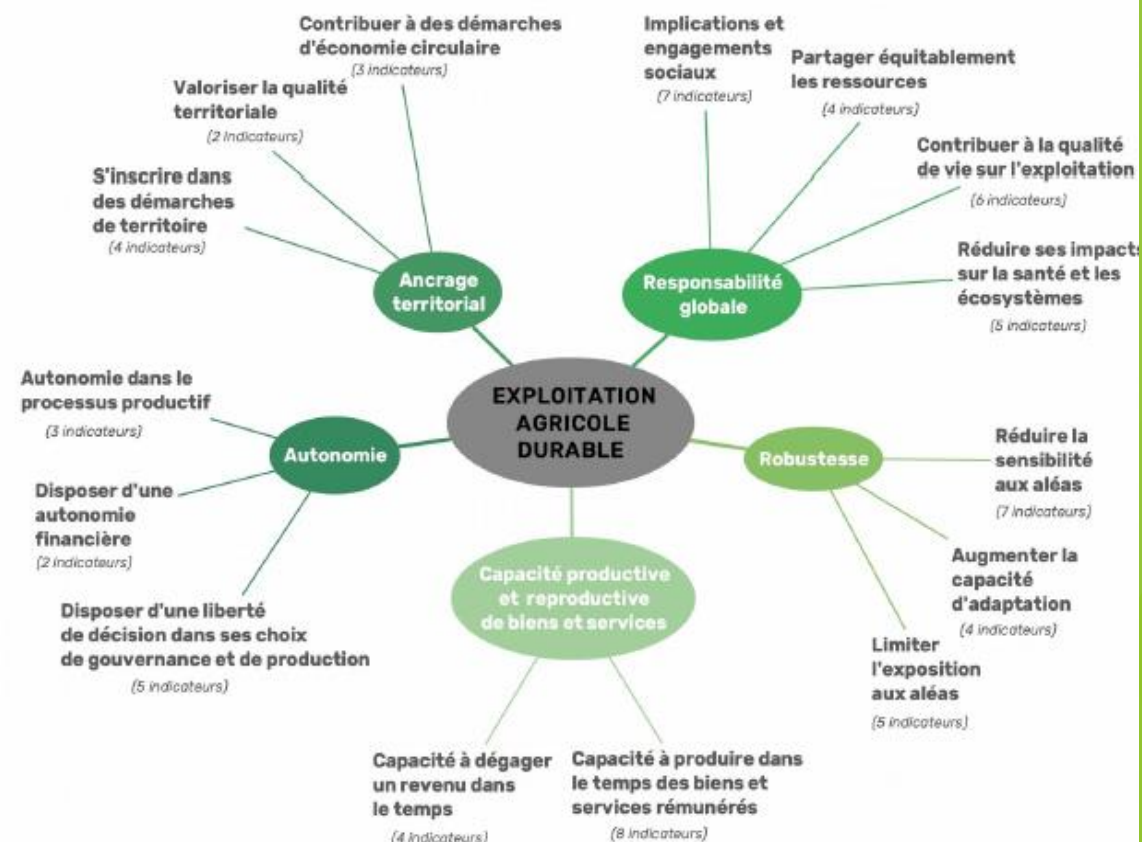 Contribuer à des démarches
d'économie circulaire
(3 indicateurs)
Valoriser la qualité
territoriale
(2 indicateurs)
S'inscrire dans
des démarches
de territoire
(4 indicateurs)
Ancrage
territorial
Implications et
engagements
sociaux
(7 indicateurs)
Partager équitablement
les ressources
(4 indicateurs)
Contribuer à la qualité
de vie sur l'exploitation
(6 indicateurs)
Réduire ses impacts
sur la santé et les
écosystèmes
(5 indicateurs)
Responsabilité
globale
EXPLOITATION
AGRICOLE
DURABLE
Autonomie dans le
processus productif
(3 indicateurs)
Autonomie
Disposer d'une
autonomie
financière
(2 indicateurs)
Disposer d'une liberté
de décision dans ses choix
de gouvernance et de production
(5 indicateurs)
Robustesse
Réduire la
sensibilité
aux aléas
(7 indicateurs)
Augmenter la
capacité
d'adaptation
(4 indicateurs)
Limiter
l'exposition
aux aléas
(5 indicateurs)
Capacité productive
et reproductive
de biens et services
Capacité à dégager
un revenu dans
le temps
(4 indicateurs)
Capacité à produire dans
le temps des biens et
services rémunérés
(8 indicateurs)